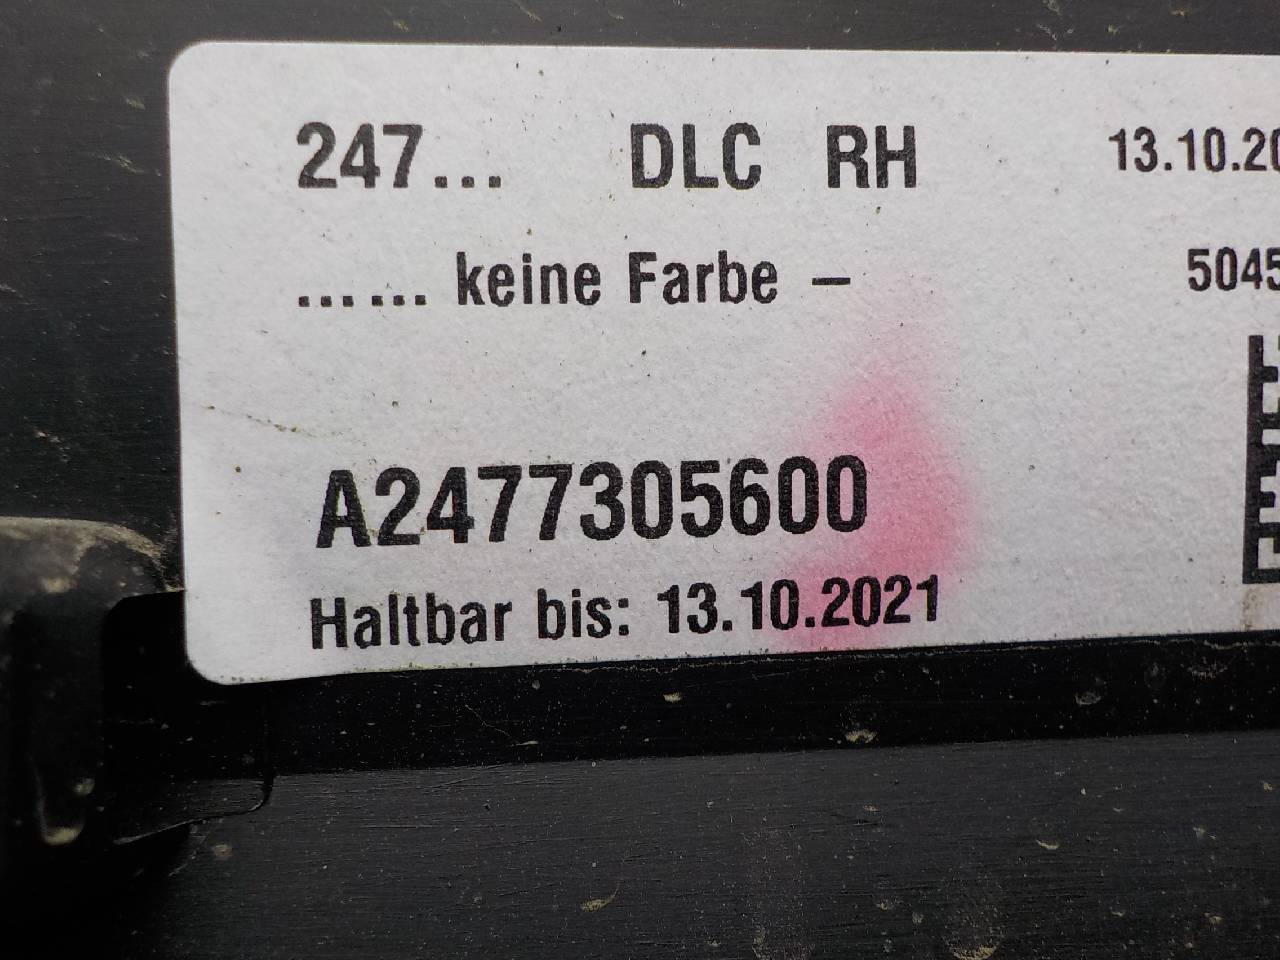 247... DLC RH 13.10.20
...... keine Farbe – 5045
A2477305600
Haltbar bis: 13.10.2021